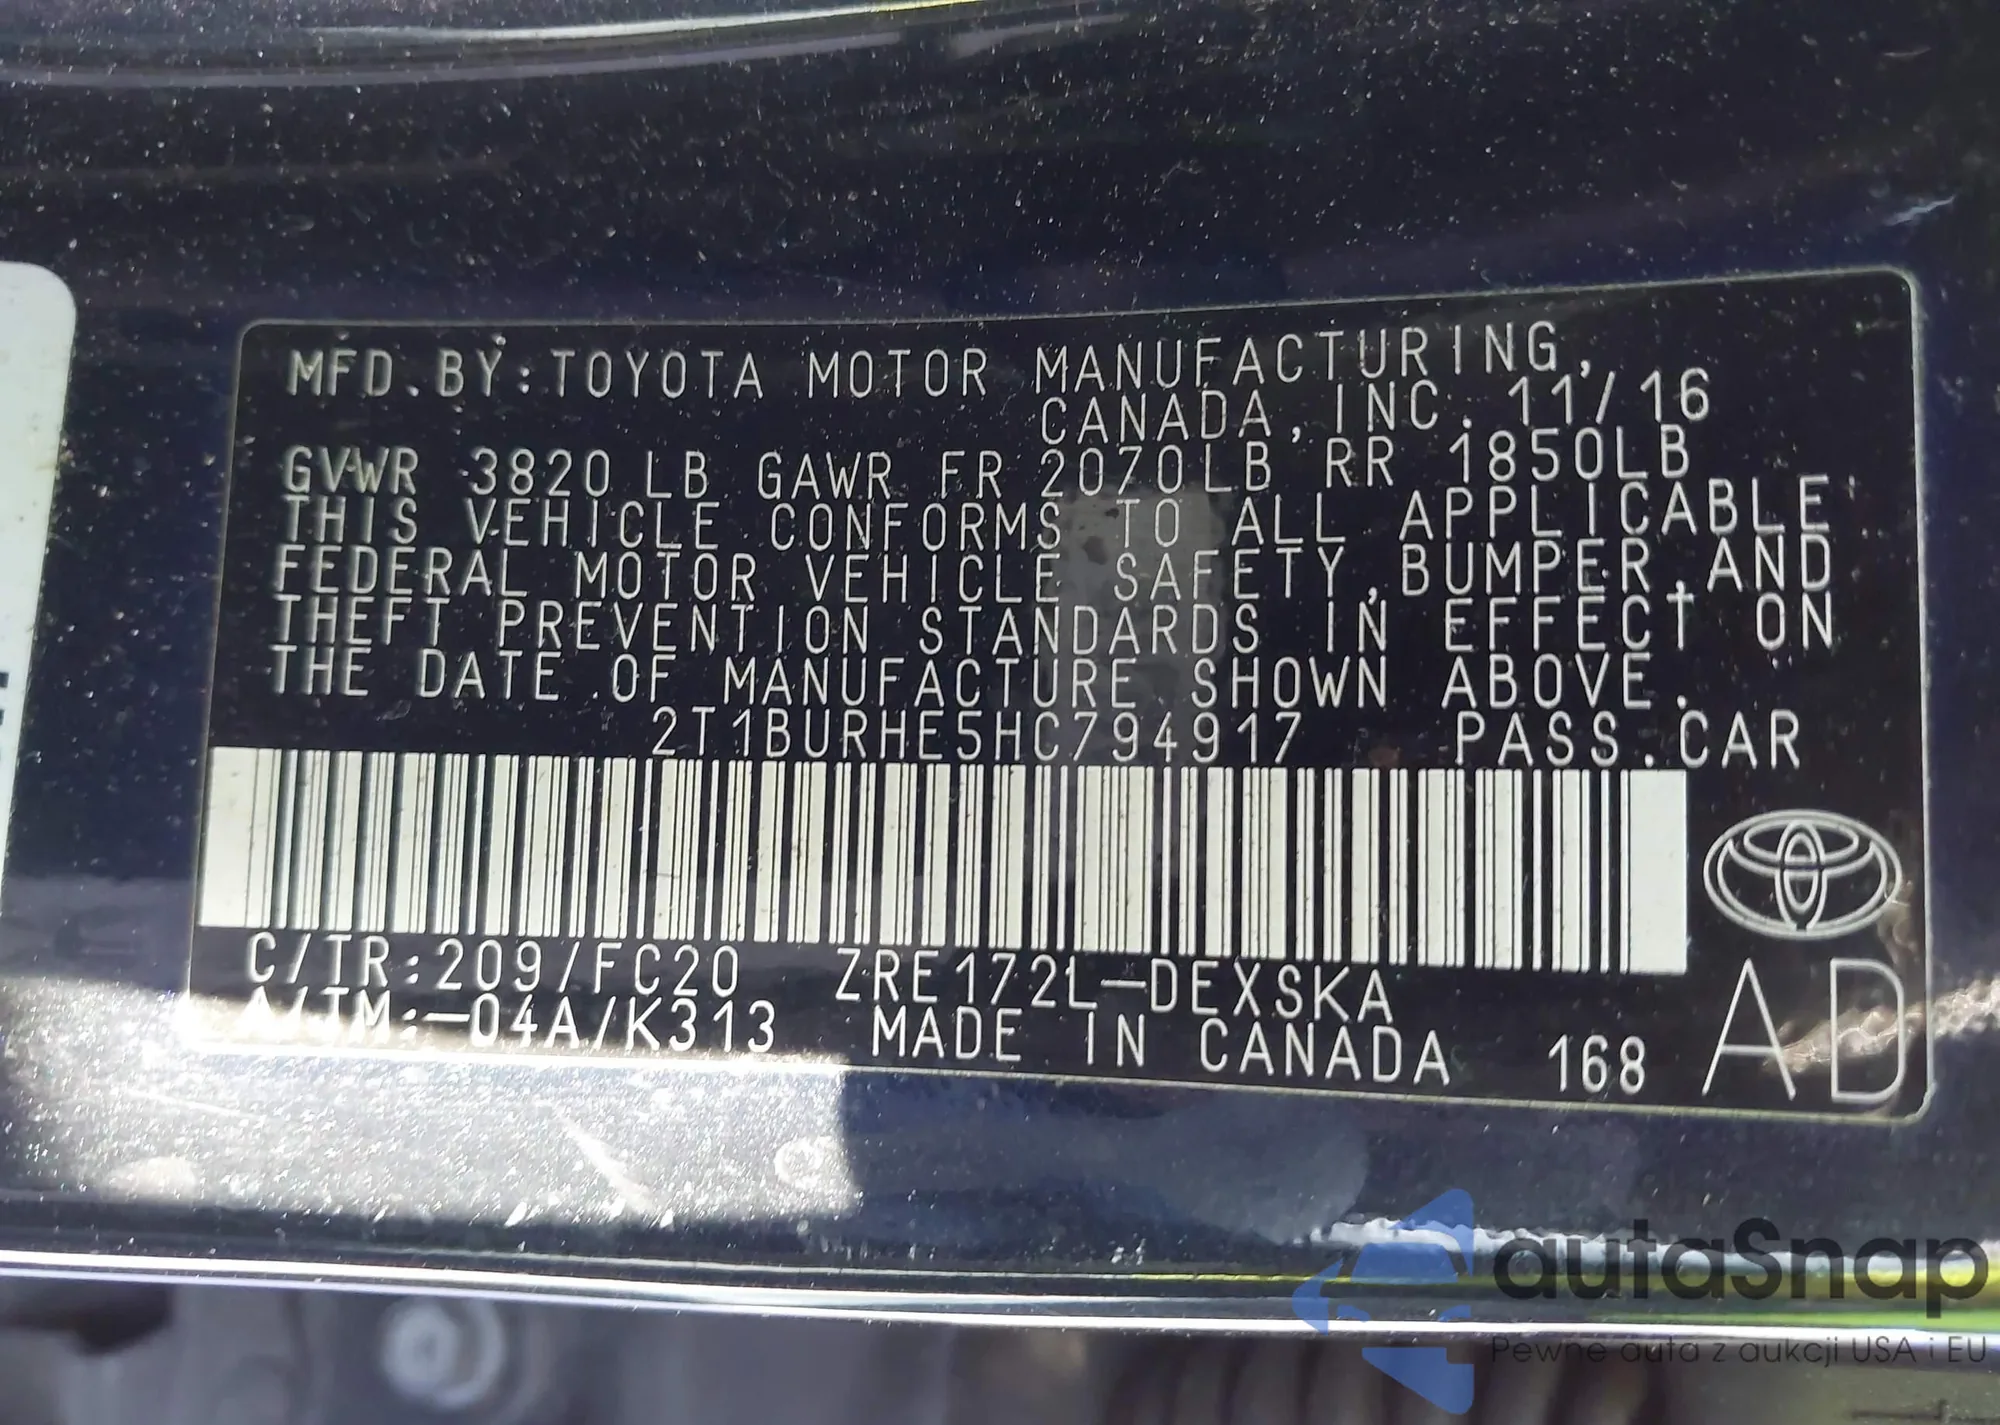 MFD.BY:TOYOTA MOTOR MANUFACTURING,
CANADA, INC. 11/16
GVWR 3820LB GAWR FR 2070LB RR 1850LB
THIS VEHICLE CONFORMS TO ALL APPLICABLE
FEDERAL MOTOR VEHICLE SAFETY,BUMPER,AND
THEFT PREVENTION STANDARDS IN EFFECT ON
THE DATE OF MANUFACTURE SHOWN ABOVE.
2T1BURHE5HC794917 PASS.CAR
C/TR:209/FC20 ZRE172L-DEXSKA
A/TM:-04A/K313 MADE IN CANADA 168
AD
autaSnap
Pewne auta z aukcji USA i EU